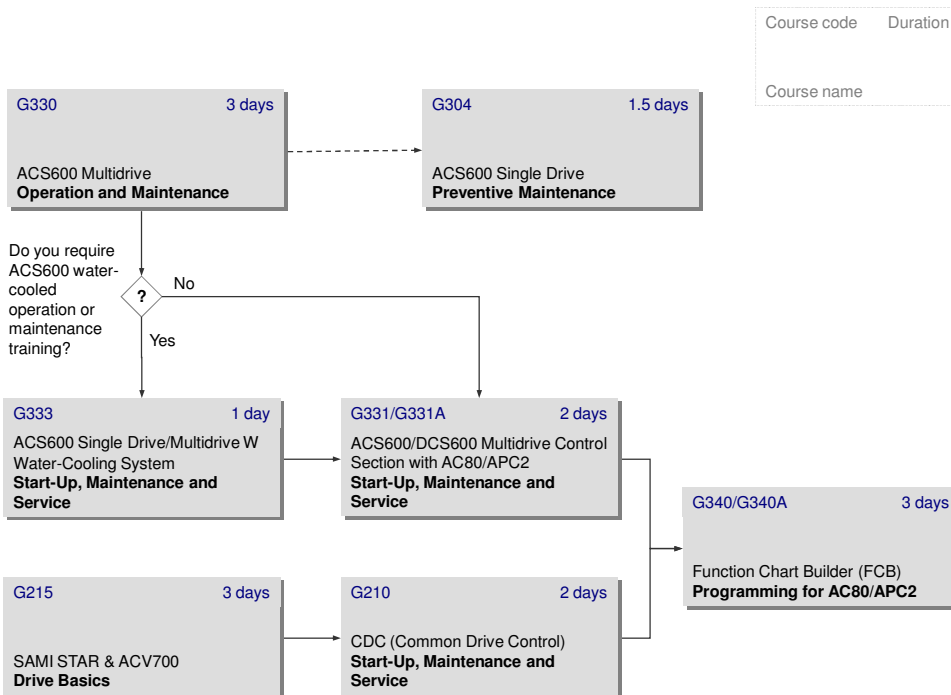 Course code Duration
Course name
G330 3 days
ACS600 Multidrive
Operation and Maintenance
G304 1.5 days
ACS600 Single Drive
Preventive Maintenance
Do you require
ACS600 water-
cooled
operation or
maintenance
training?
?
No
Yes
G333 1 day
ACS600 Single Drive/Multidrive W
Water-Cooling System
Start-Up, Maintenance and
Service
G331/G331A 2 days
ACS600/DCS600 Multidrive Control
Section with AC80/APC2
Start-Up, Maintenance and
Service
G340/G340A 3 days
Function Chart Builder (FCB)
Programming for AC80/APC2
G215 3 days
SAMI STAR & ACV700
Drive Basics
G210 2 days
CDC (Common Drive Control)
Start-Up, Maintenance and
Service